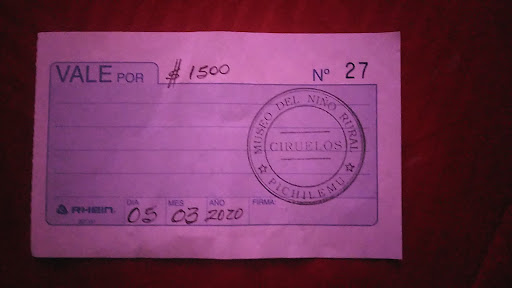 VALE POR $ 1500 Nº 27
MUSEO DEL NIÑO RURAL
CIRUELOS
PICHILEMU
DIA MES AÑO FIRMA:
RHEIN 05 03 2020